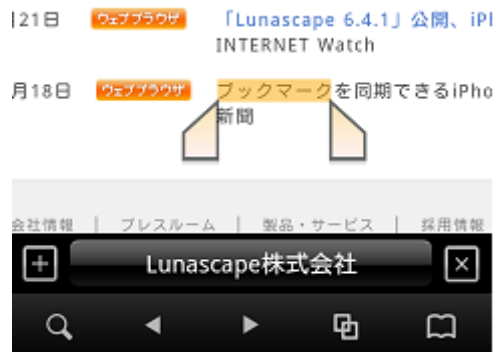 21日 ウェブブラウザ 「Lunascape 6.4.1」公開、iPh
INTERNET Watch
月18日 ウェブブラウザ ブックマークを同期できるiPho
新聞
会社情報 | プレスルーム | 製品・サービス | 採用情報
Lunascape株式会社